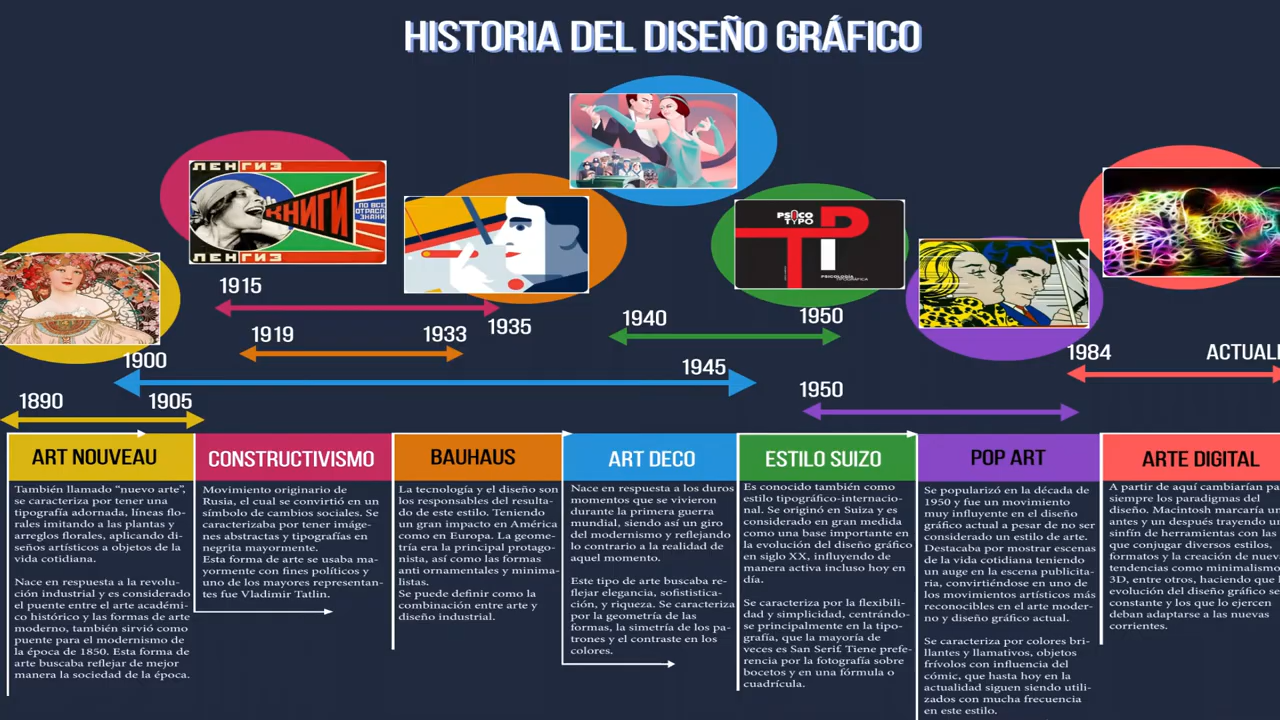 HISTORIA DEL DISEÑO GRÁFICO
ЛЕНГИЗ
КНИГИ
ПО ВСЕ
ОТРАСЛ
ЗНАНИ
ЛЕНГИЗ
PSICO
TYPO
TP
PSICOLOGÍA
TIPOGRÁFICA
1915
1935
1919
1933
1940
1950
1900
1945
1984
ACTUALI
1890
1905
1950
ART NOUVEAU
También llamado “nuevo arte”,
se caracteriza por tener una
tipografía adornada, líneas flo-
rales imitando a las plantas y
arreglos florales, aplicando di-
seños artísticos a objetos de la
vida cotidiana.
Nace en respuesta a la revolu-
ción industrial y es considerado
el puente entre el arte académi-
co histórico y las formas de arte
moderno, también sirvió como
puente para el modernismo de
la época de 1850. Esta forma de
arte buscaba reflejar de mejor
manera la sociedad de la época.
CONSTRUCTIVISMO
Movimiento originario de
Rusia, el cual se convirtió en un
símbolo de cambios sociales. Se
caracterizaba por tener imáge-
nes abstractas y tipografías en
negrita mayormente.
Esta forma de arte se usaba ma-
yormente con fines políticos y
uno de los mayores representan-
tes fue Vladimir Tatlin.
BAUHAUS
La tecnología y el diseño son
los responsables del resulta-
do de este estilo. Teniendo
un gran impacto en América
como en Europa. La geome-
tría era la principal protago-
nista, así como las formas
anti ornamentales y minima-
listas.
Se puede definir como la
combinación entre arte y
diseño industrial.
ART DECO
Nace en respuesta a los duros
momentos que se vivieron
durante la primera guerra
mundial, siendo así un giro
del modernismo y reflejando
lo contrario a la realidad de
aquel momento.
Este tipo de arte buscaba re-
flejar elegancia, sofististica-
ción, y riqueza. Se caracteriza
por la geometría de las
formas, la simetría de los pa-
trones y el contraste en los
colores.
ESTILO SUIZO
Es conocido también como
estilo tipográfico-internacio-
nal. Se originó en Suiza y es
considerado en gran medida
como una base importante en
la evolución del diseño gráfico
en siglo XX, influyendo de
manera activa incluso hoy en
día.
Se caracteriza por la flexibili-
dad y simplicidad, centrándo-
se principalmente en la tipo-
grafía, que la mayoría de
veces es San Serif. Tiene prefe-
rencia por la fotografía sobre
bocetos y en una fórmula o
cuadrícula.
POP ART
Se popularizó en la década de
1950 y fue un movimiento
muy influyente en el diseño
gráfico actual a pesar de no ser
considerado un estilo de arte.
Destacaba por mostrar escenas
de la vida cotidiana teniendo
un auge en la escena publicita-
ria, convirtiéndose en uno de
los movimientos artísticos más
reconocibles en el arte moder-
no y diseño gráfico actual.
Se caracteriza por colores bri-
llantes y llamativos, objetos
frívolos con influencia del
cómic, que hasta hoy en la
actualidad siguen siendo utili-
zados con mucha frecuencia
en este estilo.
ARTE DIGITAL
A partir de aquí cambiarían pa
siempre los paradigmas del
diseño. Macintosh marcaría un
antes y un después trayendo un
sinfín de herramientas con las
que conjugar diversos estilos,
formatos y la creación de nuev
tendencias como minimalismo
3D, entre otros, haciendo que l
evolución del diseño gráfico se
constante y los que lo ejercen
deban adaptarse a las nuevas
corrientes.